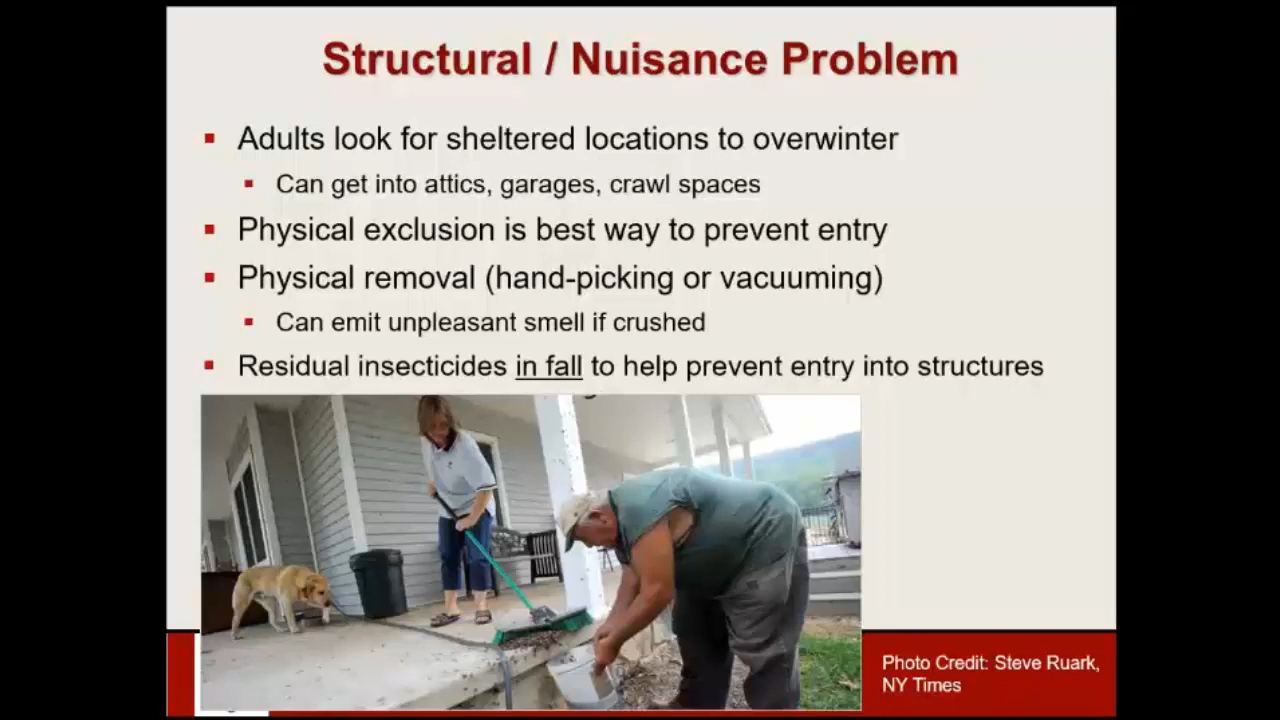 Structural / Nuisance Problem
Adults look for sheltered locations to overwinter
Can get into attics, garages, crawl spaces
Physical exclusion is best way to prevent entry
Physical removal (hand-picking or vacuuming)
Can emit unpleasant smell if crushed
Residual insecticides in fall to help prevent entry into structures
Photo Credit: Steve Ruark,
NY Times